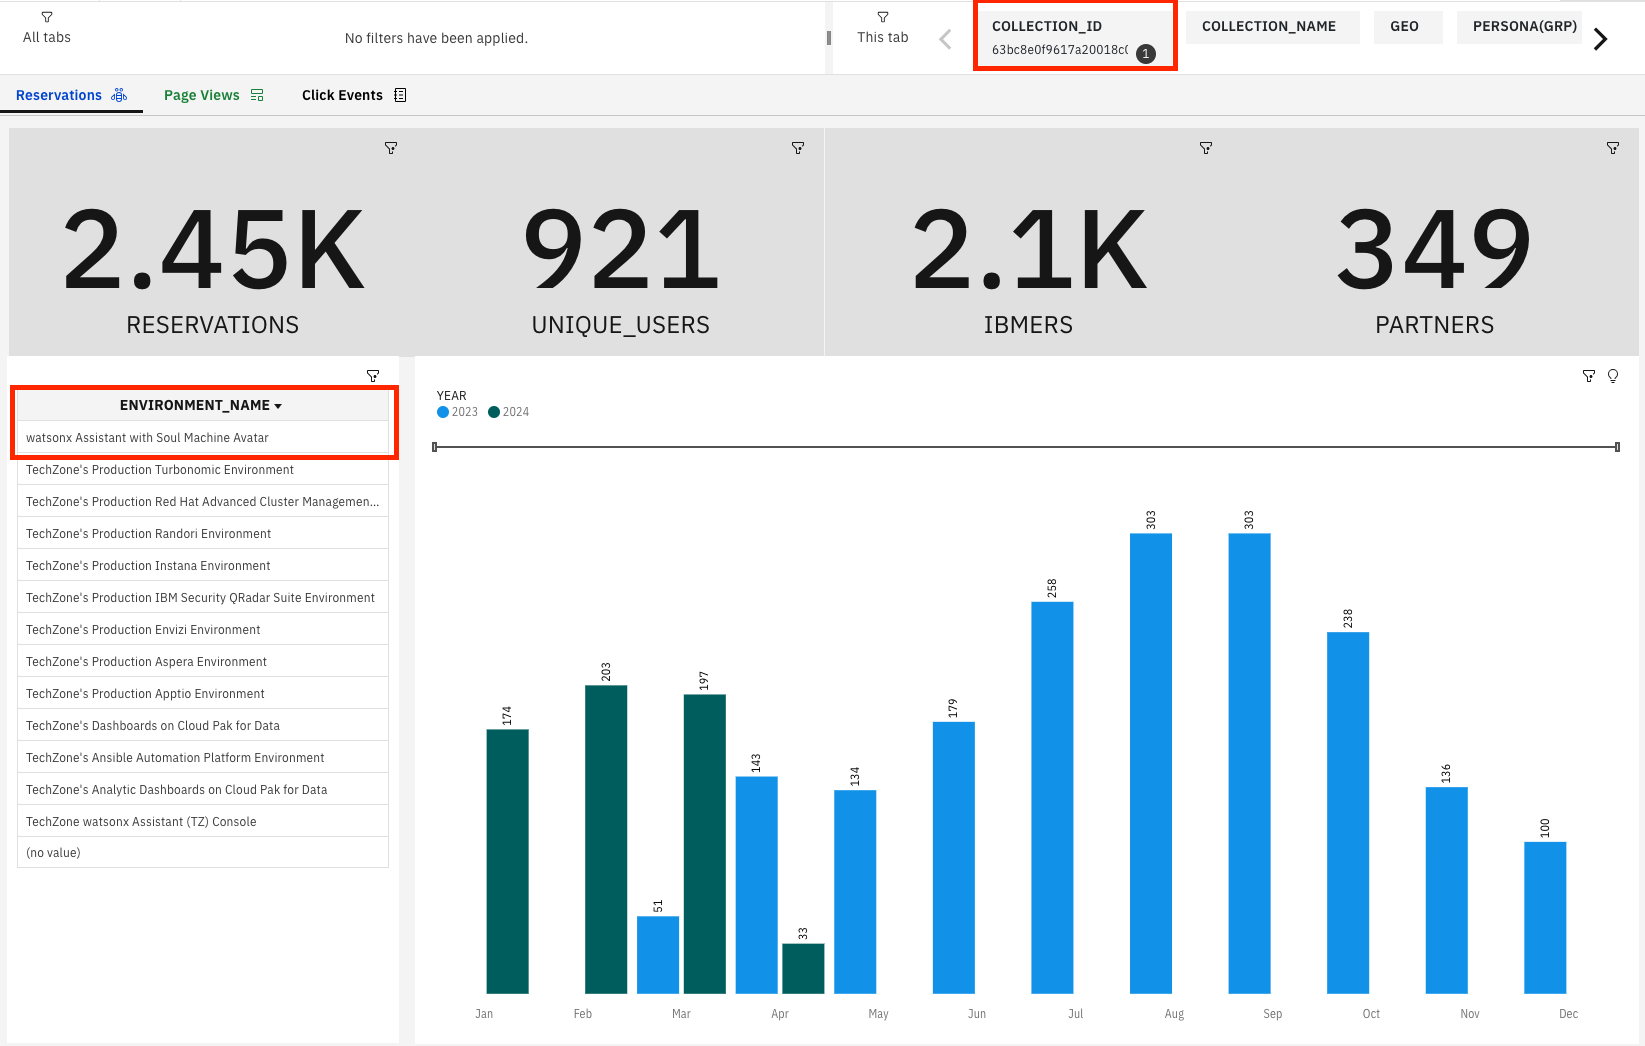 All tabs
No filters have been applied.
This tab
COLLECTION_ID
63bc8e0f9617a20018c
1
COLLECTION_NAME
GEO
PERSONA(GRP)
Reservations
Page Views
Click Events
2.45K
RESERVATIONS
921
UNIQUE_USERS
2.1K
IBMERS
349
PARTNERS
ENVIRONMENT_NAME
watsonx Assistant with Soul Machine Avatar
TechZone's Production Turbonomic Environment
TechZone's Production Red Hat Advanced Cluster Managemen...
TechZone's Production Randori Environment
TechZone's Production Instana Environment
TechZone's Production IBM Security QRadar Suite Environment
TechZone's Production Envizi Environment
TechZone's Production Aspera Environment
TechZone's Production Apptio Environment
TechZone's Dashboards on Cloud Pak for Data
TechZone's Ansible Automation Platform Environment
TechZone's Analytic Dashboards on Cloud Pak for Data
TechZone watsonx Assistant (TZ) Console
(no value)
YEAR
2023 2024
174
203
51
197
143
33
134
179
258
303
303
238
136
100
Jan Feb Mar Apr May Jun Jul Aug Sep Oct Nov Dec